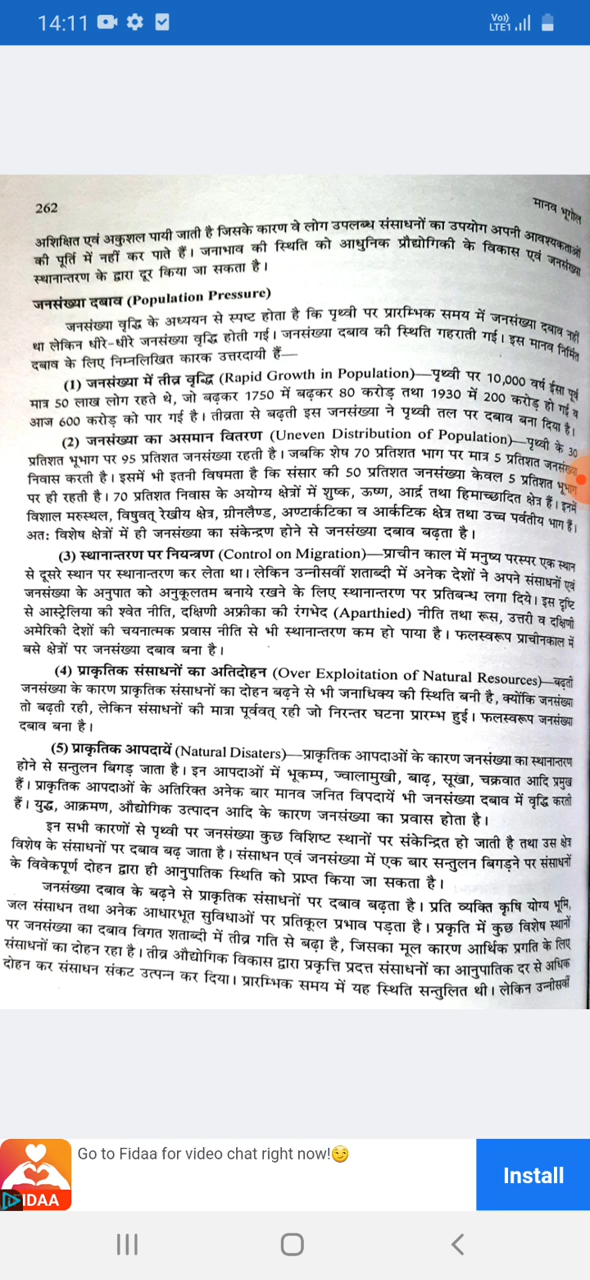 14:11
Vo))
LTE1
262
मानव भूगोल
अशिक्षित एवं अकुशल पायी जाती है जिसके कारण वे लोग उपलब्ध संसाधनों का उपयोग अपनी आवश्यकताओं
की पूर्ति में नहीं कर पाते हैं। जनाभाव की स्थिति को आधुनिक प्रौद्योगिकी के विकास एवं जनसंख्या
स्थानान्तरण के द्वारा दूर किया जा सकता है।
जनसंख्या दबाव (Population Pressure)
जनसंख्या वृद्धि के अध्ययन से स्पष्ट होता है कि पृथ्वी पर प्रारम्भिक समय में जनसंख्या दबाव नहीं
था लेकिन धीरे-धीरे जनसंख्या वृद्धि होती गई। जनसंख्या दबाव की स्थिति गहराती गई। इस मानव निर्मित
दबाव के लिए निम्नलिखित कारक उत्तरदायी हैं—
(1) जनसंख्या में तीव्र वृद्धि (Rapid Growth in Population)—पृथ्वी पर 10,000 वर्ष ईसा पूर्व
मात्र 50 लाख लोग रहते थे, जो बढ़कर 1750 में बढ़कर 80 करोड़ तथा 1930 में 200 करोड़ हो गई व
आज 600 करोड़ को पार गई है। तीव्रता से बढ़ती इस जनसंख्या ने पृथ्वी तल पर दबाव बना दिया है।
(2) जनसंख्या का असमान वितरण (Uneven Distribution of Population)—पृथ्वी के 30
प्रतिशत भूभाग पर 95 प्रतिशत जनसंख्या रहती है। जबकि शेष 70 प्रतिशत भाग पर मात्र 5 प्रतिशत जनसंख्या
निवास करती है। इसमें भी इतनी विषमता है कि संसार की 50 प्रतिशत जनसंख्या केवल 5 प्रतिशत भूभाग
पर ही रहती है। 70 प्रतिशत निवास के अयोग्य क्षेत्रों में शुष्क, ऊष्ण, आर्द्र तथा हिमाच्छादित क्षेत्र हैं। इनमें
विशाल मरुस्थल, विषुवत् रेखीय क्षेत्र, ग्रीनलैण्ड, अण्टार्कटिका व आर्कटिक क्षेत्र तथा उच्च पर्वतीय भाग हैं।
अतः विशेष क्षेत्रों में ही जनसंख्या का संकेन्द्रण होने से जनसंख्या दबाव बढ़ता है।
(3) स्थानान्तरण पर नियन्त्रण (Control on Migration)—प्राचीन काल में मनुष्य परस्पर एक स्थान
से दूसरे स्थान पर स्थानान्तरण कर लेता था। लेकिन उन्नीसवीं शताब्दी में अनेक देशों ने अपने संसाधनों एवं
जनसंख्या के अनुपात को अनुकूलतम बनाये रखने के लिए स्थानान्तरण पर प्रतिबन्ध लगा दिये। इस दृष्टि
से आस्ट्रेलिया की श्वेत नीति, दक्षिणी अफ्रीका की रंगभेद (Aparthied) नीति तथा रूस, उत्तरी व दक्षिणी
अमेरिकी देशों की चयनात्मक प्रवास नीति से भी स्थानान्तरण कम हो पाया है। फलस्वरूप प्राचीनकाल में
बसे क्षेत्रों पर जनसंख्या दबाव बना है।
(4) प्राकृतिक संसाधनों का अतिदोहन (Over Exploitation of Natural Resources)—बढ़ती
जनसंख्या के कारण प्राकृतिक संसाधनों का दोहन बढ़ने से भी जनाधिक्य की स्थिति बनी है, क्योंकि जनसंख्या
तो बढ़ती रही, लेकिन संसाधनों की मात्रा पूर्ववत् रही जो निरन्तर घटना प्रारम्भ हुई। फलस्वरूप जनसंख्या
दबाव बना है।
(5) प्राकृतिक आपदायें (Natural Disaters)—प्राकृतिक आपदाओं के कारण जनसंख्या का स्थानान्तरण
होने से सन्तुलन बिगड़ जाता है। इन आपदाओं में भूकम्प, ज्वालामुखी, बाढ़, सूखा, चक्रवात आदि प्रमुख
हैं। प्राकृतिक आपदाओं के अतिरिक्त अनेक बार मानव जनित विपदायें भी जनसंख्या दबाव में वृद्धि करती
हैं। युद्ध, आक्रमण, औद्योगिक उत्पादन आदि के कारण जनसंख्या का प्रवास होता है।
इन सभी कारणों से पृथ्वी पर जनसंख्या कुछ विशिष्ट स्थानों पर संकेन्द्रित हो जाती है तथा उस क्षेत्र
विशेष के संसाधनों पर दबाव बढ़ जाता है। संसाधन एवं जनसंख्या में एक बार सन्तुलन बिगड़ने पर संसाधनों
के विवेकपूर्ण दोहन द्वारा ही आनुपातिक स्थिति को प्राप्त किया जा सकता है।
जनसंख्या दबाव के बढ़ने से प्राकृतिक संसाधनों पर दबाव बढ़ता है। प्रति व्यक्ति कृषि योग्य भूमि,
जल संसाधन तथा अनेक आधारभूत सुविधाओं पर प्रतिकूल प्रभाव पड़ता है। प्रकृति में कुछ विशेष स्थानों
पर जनसंख्या का दबाव विगत शताब्दी में तीव्र गति से बढ़ा है, जिसका मूल कारण आर्थिक प्रगति के लिए
संसाधनों का दोहन रहा है। तीव्र औद्योगिक विकास द्वारा प्रकृत्ति प्रदत्त संसाधनों का आनुपातिक दर से अधिक
दोहन कर संसाधन संकट उत्पन्न कर दिया। प्रारम्भिक समय में यह स्थिति सन्तुलित थी। लेकिन उन्नीसवीं
Go to Fidaa for video chat right now!😏
Install
IDAA